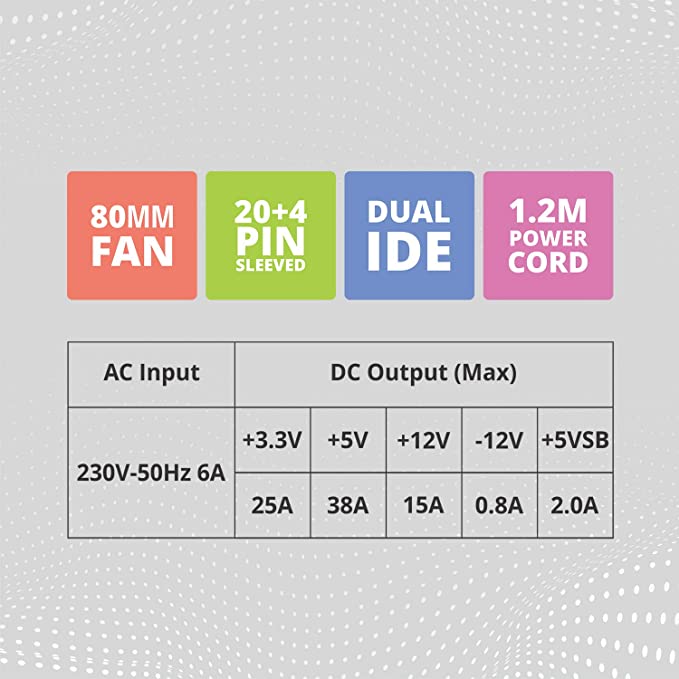 80MM
FAN
20+4
PIN
SLEEVED
DUAL
IDE
1.2M
POWER
CORD
AC Input
DC Output (Max)
230V-50Hz 6A
+3.3V +5V +12V -12V +5VSB
25A 38A 15A 0.8A 2.0A